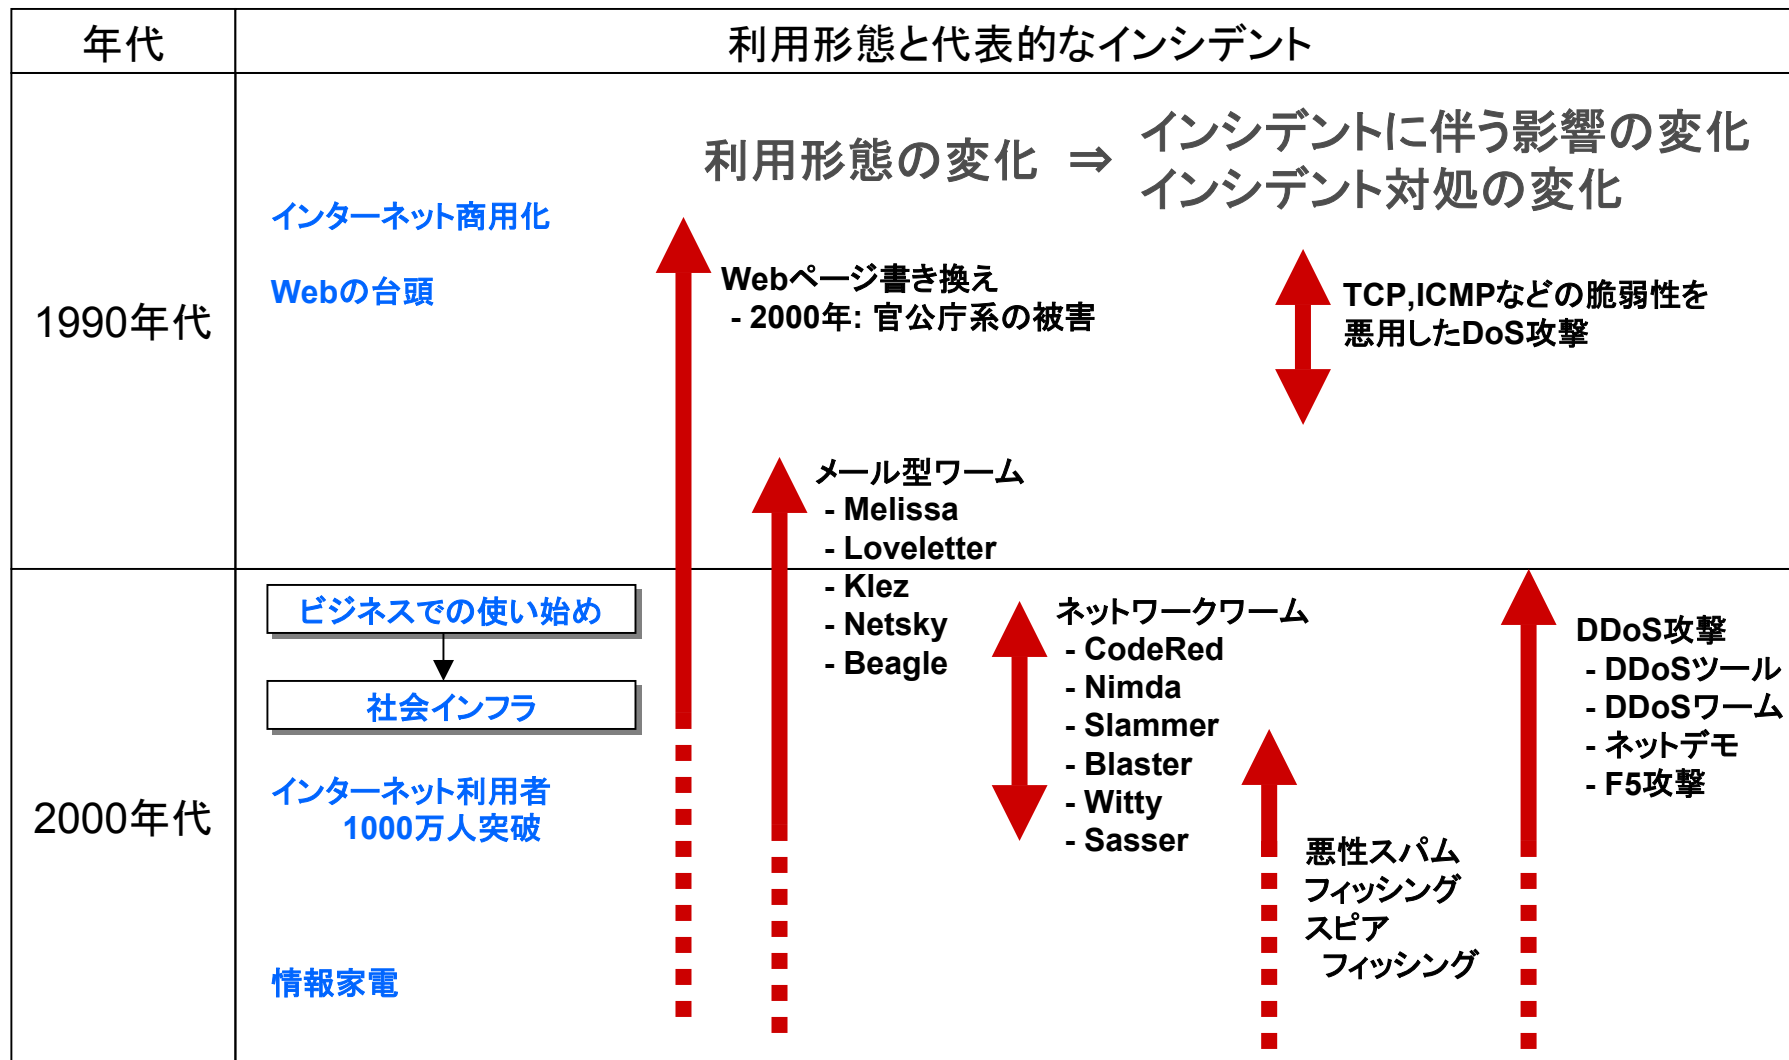 年代
利用形態と代表的なインシデント
利用形態の変化 ⇒
インシデントに伴う影響の変化
インシデント対処の変化
1990年代
インターネット商用化
Webの台頭
Webページ書き換え
- 2000年: 官公庁系の被害
TCP,ICMPなどの脆弱性を
悪用したDoS攻撃
メール型ワーム
- Melissa
- Loveletter
- Klez
- Netsky
- Beagle
2000年代
ビジネスでの使い始め
社会インフラ
インターネット利用者
1000万人突破
情報家電
ネットワークワーム
- CodeRed
- Nimda
- Slammer
- Blaster
- Witty
- Sasser
悪性スパム
フィッシング
スピア
フィッシング
DDoS攻撃
- DDoSツール
- DDoSワーム
- ネットデモ
- F5攻撃